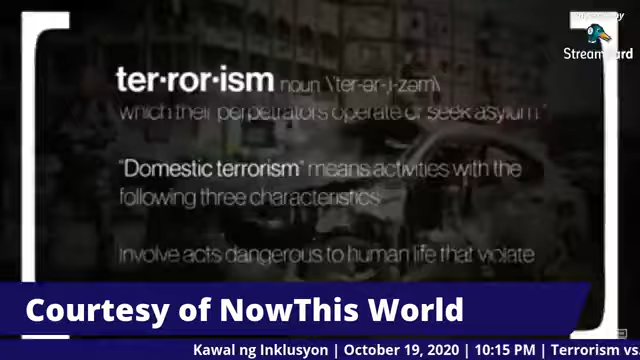 StreamYard
ter·ror·ism noun \'ter-ər-ˌi-zəm\
which their perpetrators operate or seek asylum."
"Domestic terrorism" means activities with the
following three characteristics
Involve acts dangerous to human life that violate
Courtesy of NowThis World
Kawal ng Inklusyon | October 19, 2020 | 10:15 PM | Terrorism vs